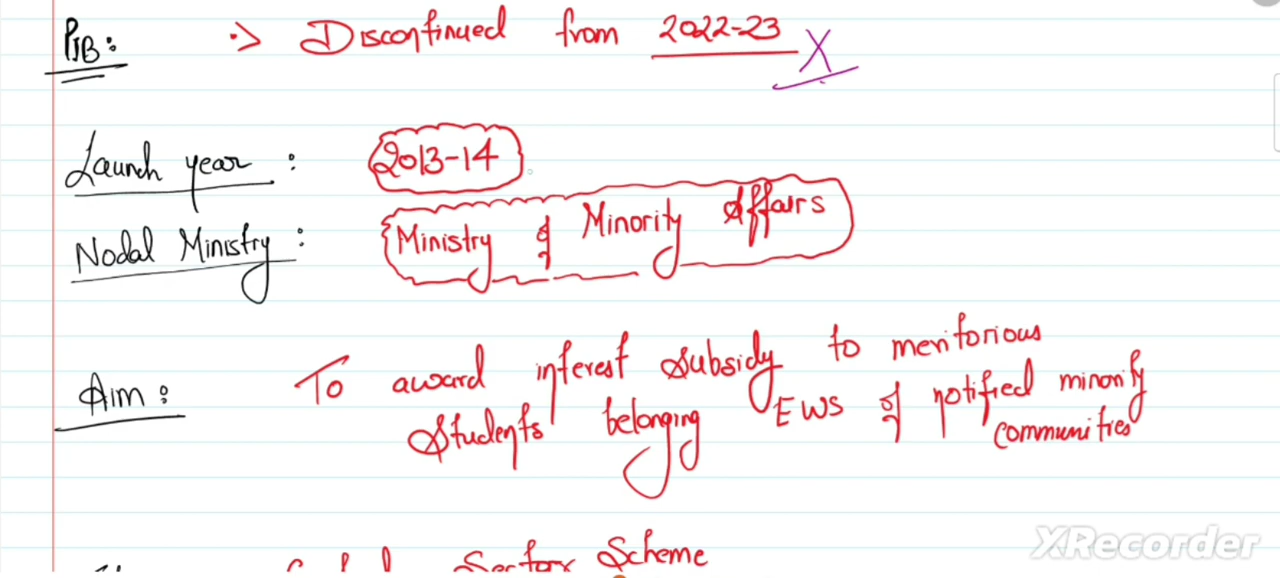 PIB: :> Discontinued from 2022-23 X
Launch year : 2013-14
Nodal Ministry : Ministry of Minority Affairs
Aim : To award interest subsidy to meritorious
students belonging EWS of notified minority
communities
Sector Scheme
XRecorder